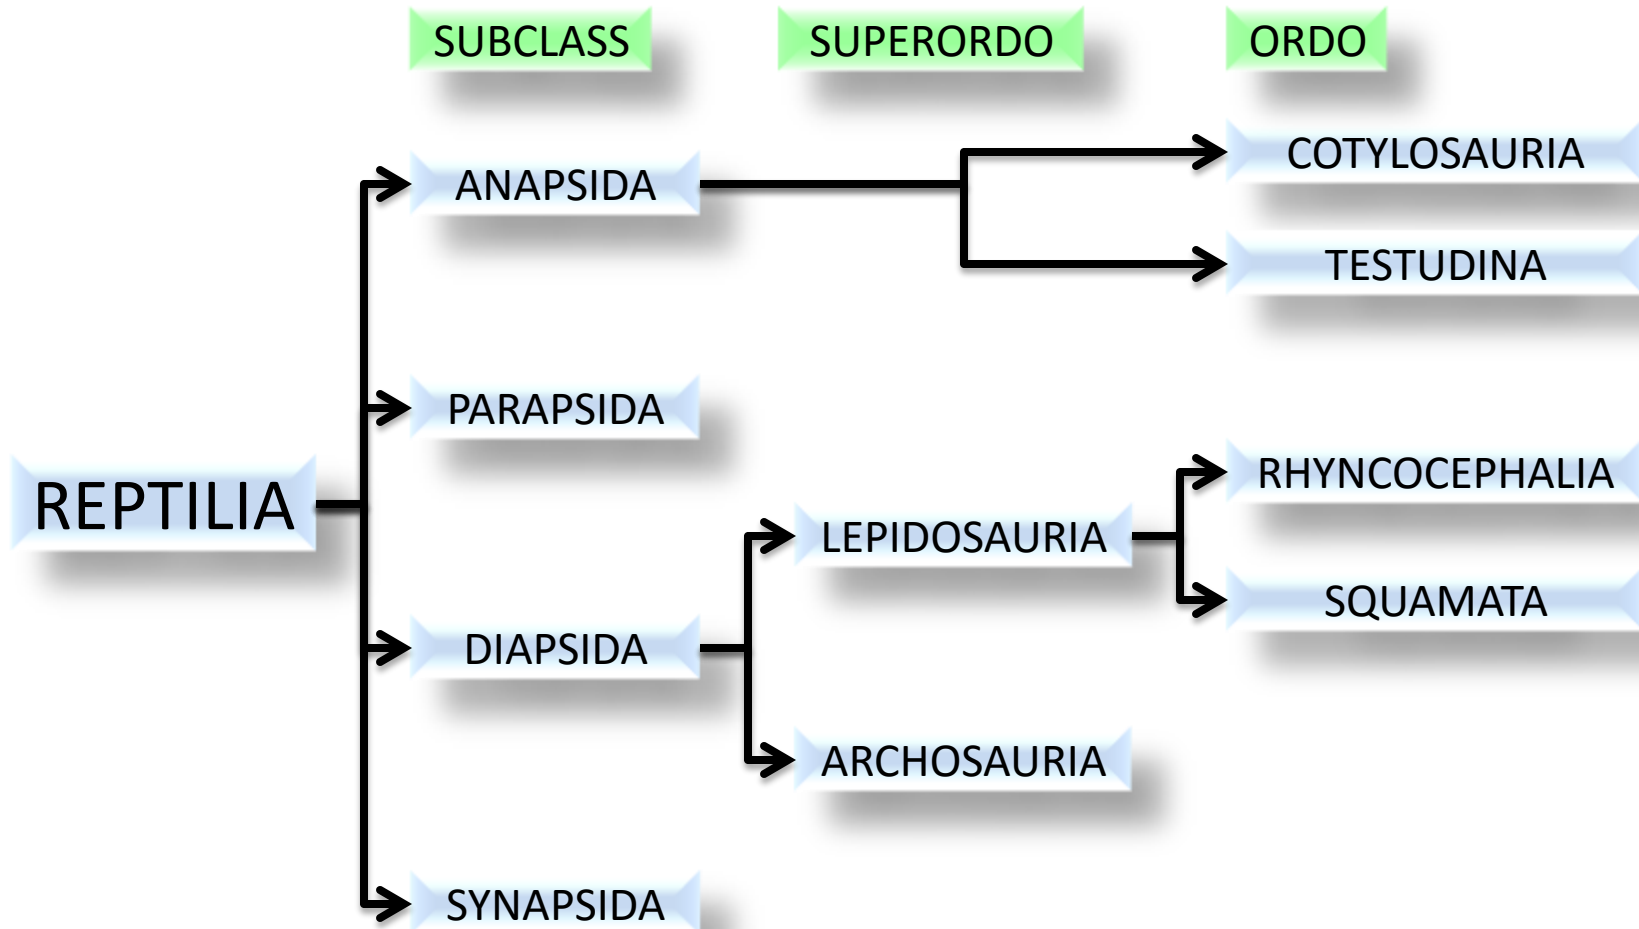 SUBCLASS
SUPERORDO
ORDO
COTYLOSAURIA
ANAPSIDA
TESTUDINA
PARAPSIDA
RHYNCOCEPHALIA
REPTILIA
LEPIDOSAURIA
SQUAMATA
DIAPSIDA
ARCHOSAURIA
SYNAPSIDA